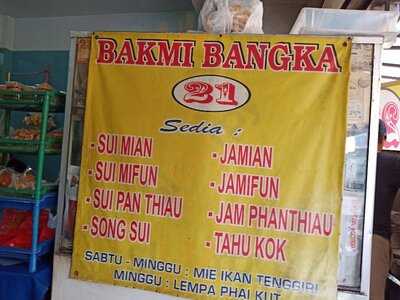 BAKMI BANGKA
21
Sedia :
- SUI MIAN
- SUI MIFUN
- SUI PAN THIAU
- SONG SUI
- JAMIAN
- JAMIFUN
- JAM PHANTHIAU
- TAHU KOK
SABTU - MINGGU : MIE IKAN TENGGIRI
MINGGU : LEMPA PHAI KUT